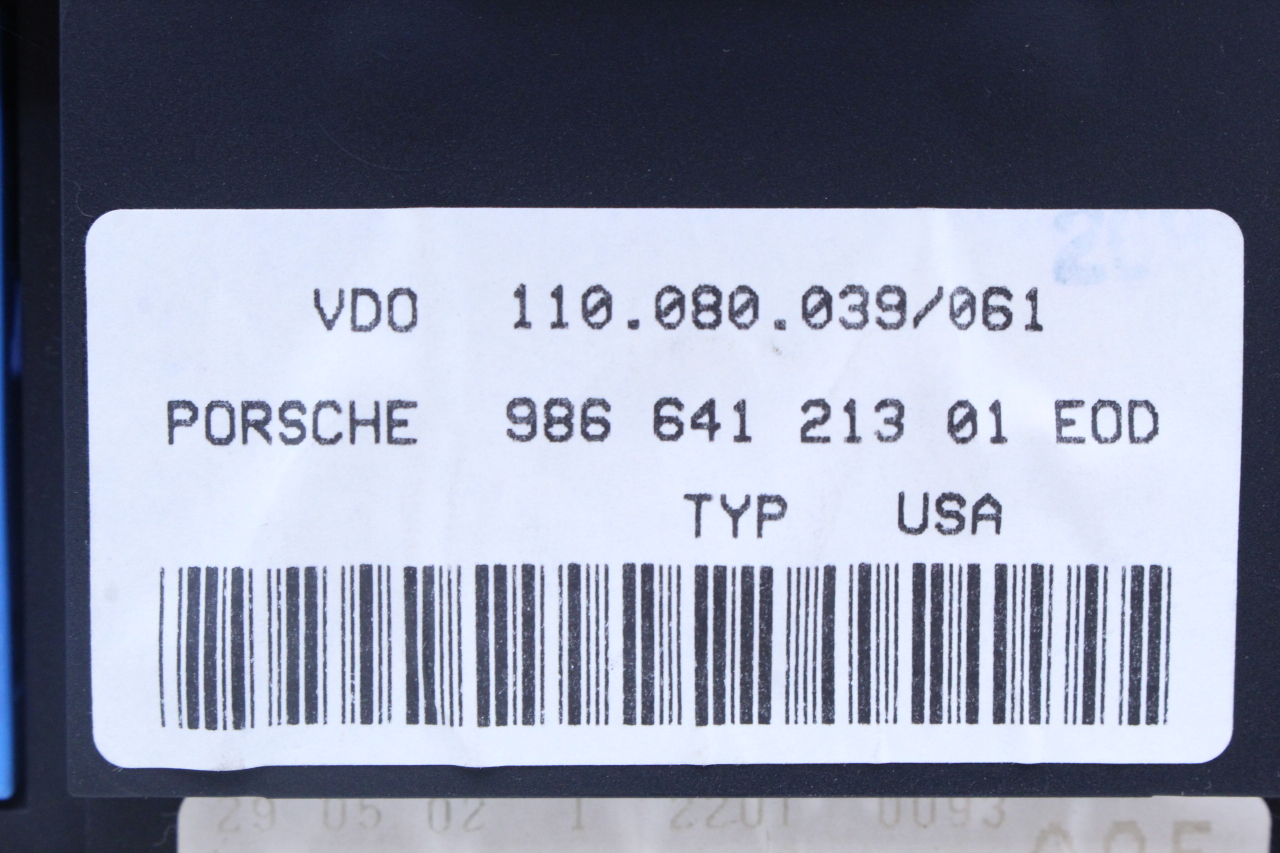 VDO 110.080.039/061
PORSCHE 986 641 213 01 EOD
TYP USA
29 05 02 1 2201 0093